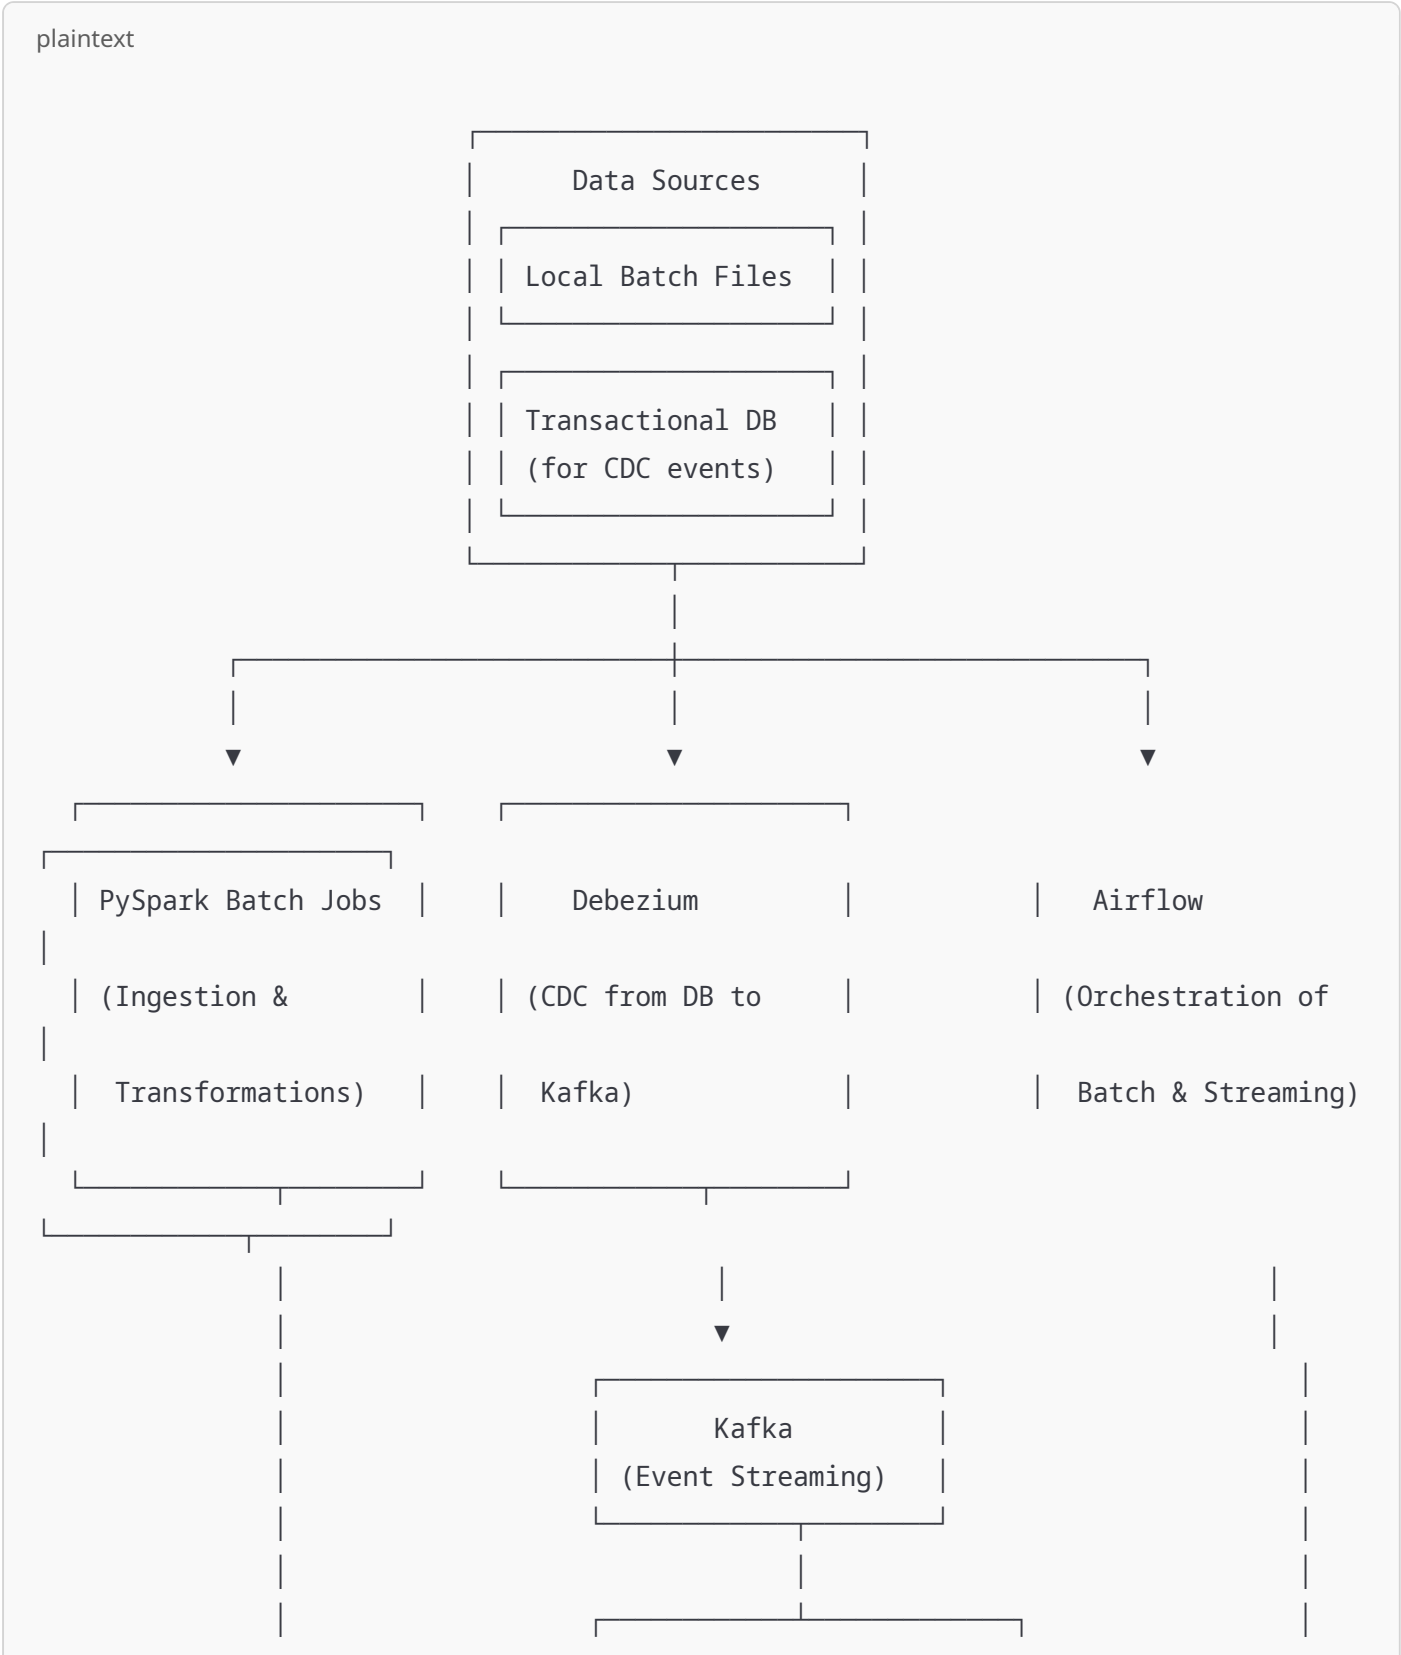 plaintext
Data Sources
Local Batch Files
Transactional DB
(for CDC events)
PySpark Batch Jobs Debezium Airflow
(Ingestion & (CDC from DB to (Orchestration of
Transformations) Kafka) Batch & Streaming)
Kafka
(Event Streaming)